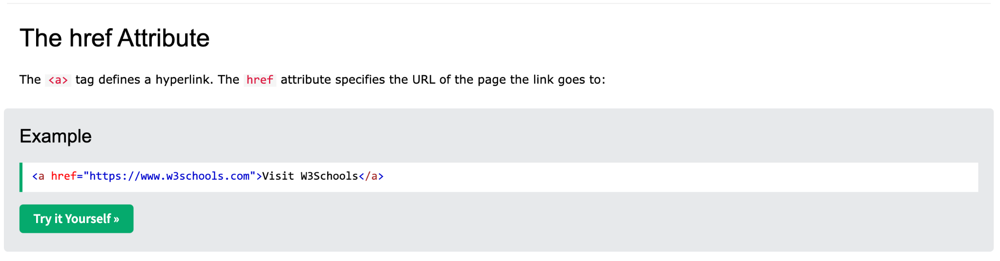 The href Attribute
The <a> tag defines a hyperlink. The href attribute specifies the URL of the page the link goes to:
Example
<a href="https://www.w3schools.com">Visit W3Schools</a>
Try it Yourself »